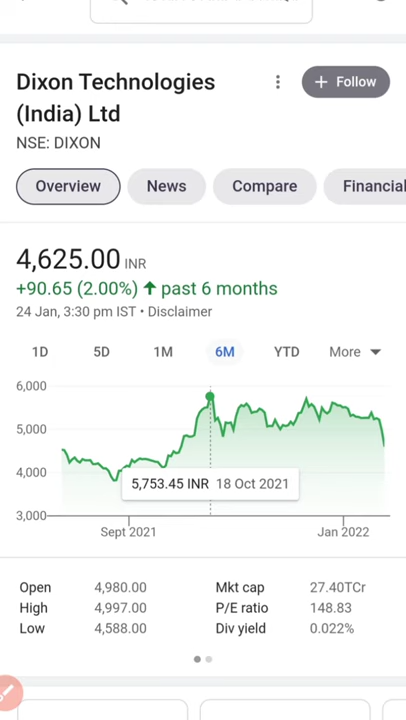 Dixon Technologies
(India) Ltd
+ Follow
NSE: DIXON
Overview
News
Compare
Financial
4,625.00 INR
+90.65 (2.00%) ↑ past 6 months
24 Jan, 3:30 pm IST • Disclaimer
1D
5D
1M
6M
YTD
More
6,000
5,000
4,000
3,000
5,753.45 INR 18 Oct 2021
Sept 2021
Jan 2022
Open 4,980.00
Mkt cap 27.40TCr
High 4,997.00
P/E ratio 148.83
Low 4,588.00
Div yield 0.022%